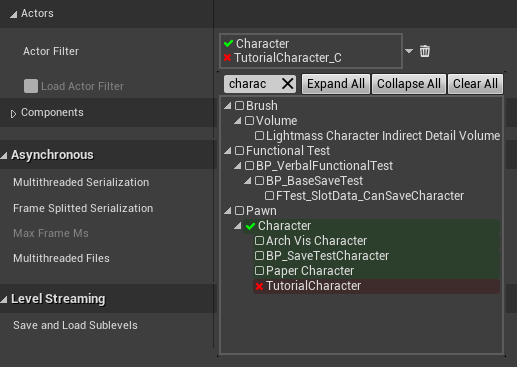 Actors
Actor Filter
Character
TutorialCharacter_C
Load Actor Filter
charac
Expand All
Collapse All
Clear All
Components
Brush
Volume
Lightmass Character Indirect Detail Volume
Functional Test
BP_VerbalFunctionalTest
BP_BaseSaveTest
FTest_SlotData_CanSaveCharacter
Pawn
Character
Arch Vis Character
BP_SaveTestCharacter
Paper Character
TutorialCharacter
Asynchronous
Multithreaded Serialization
Frame Splitted Serialization
Max Frame Ms
Multithreaded Files
Level Streaming
Save and Load Sublevels